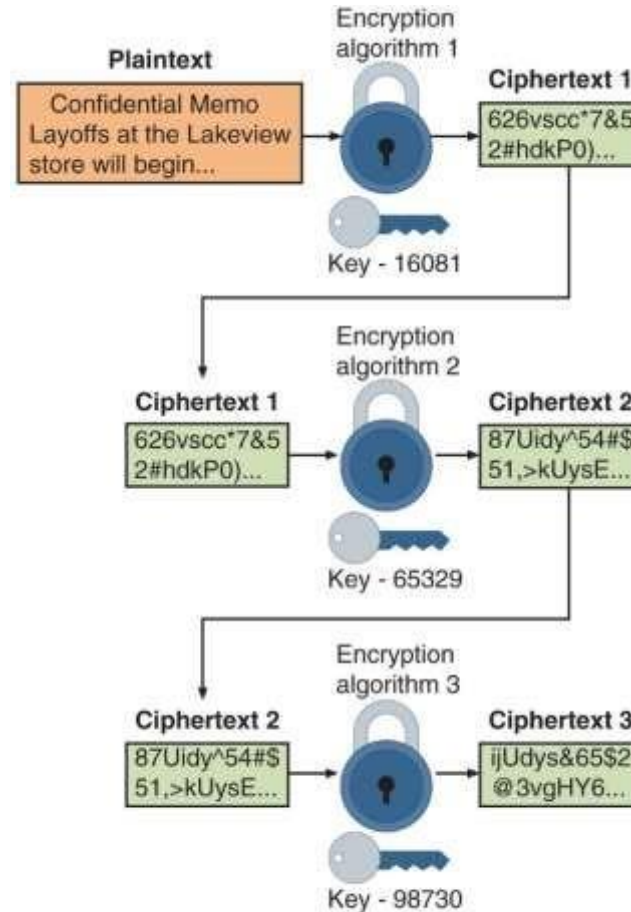 Encryption
algorithm 1
Plaintext
Confidential Memo
Layoffs at the Lakeview
store will begin...
Ciphertext 1
626vscc*7&5
2#hdkP0)...
Key - 16081
Encryption
algorithm 2
Ciphertext 1
626vscc*7&5
2#hdkP0)...
Ciphertext 2
87Uidy^54#$
51,>kUysE...
Key - 65329
Encryption
algorithm 3
Ciphertext 2
87Uidy^54#$
51,>kUysE...
Ciphertext 3
ijUdys&65$2
@3vgHY6...
Key - 98730